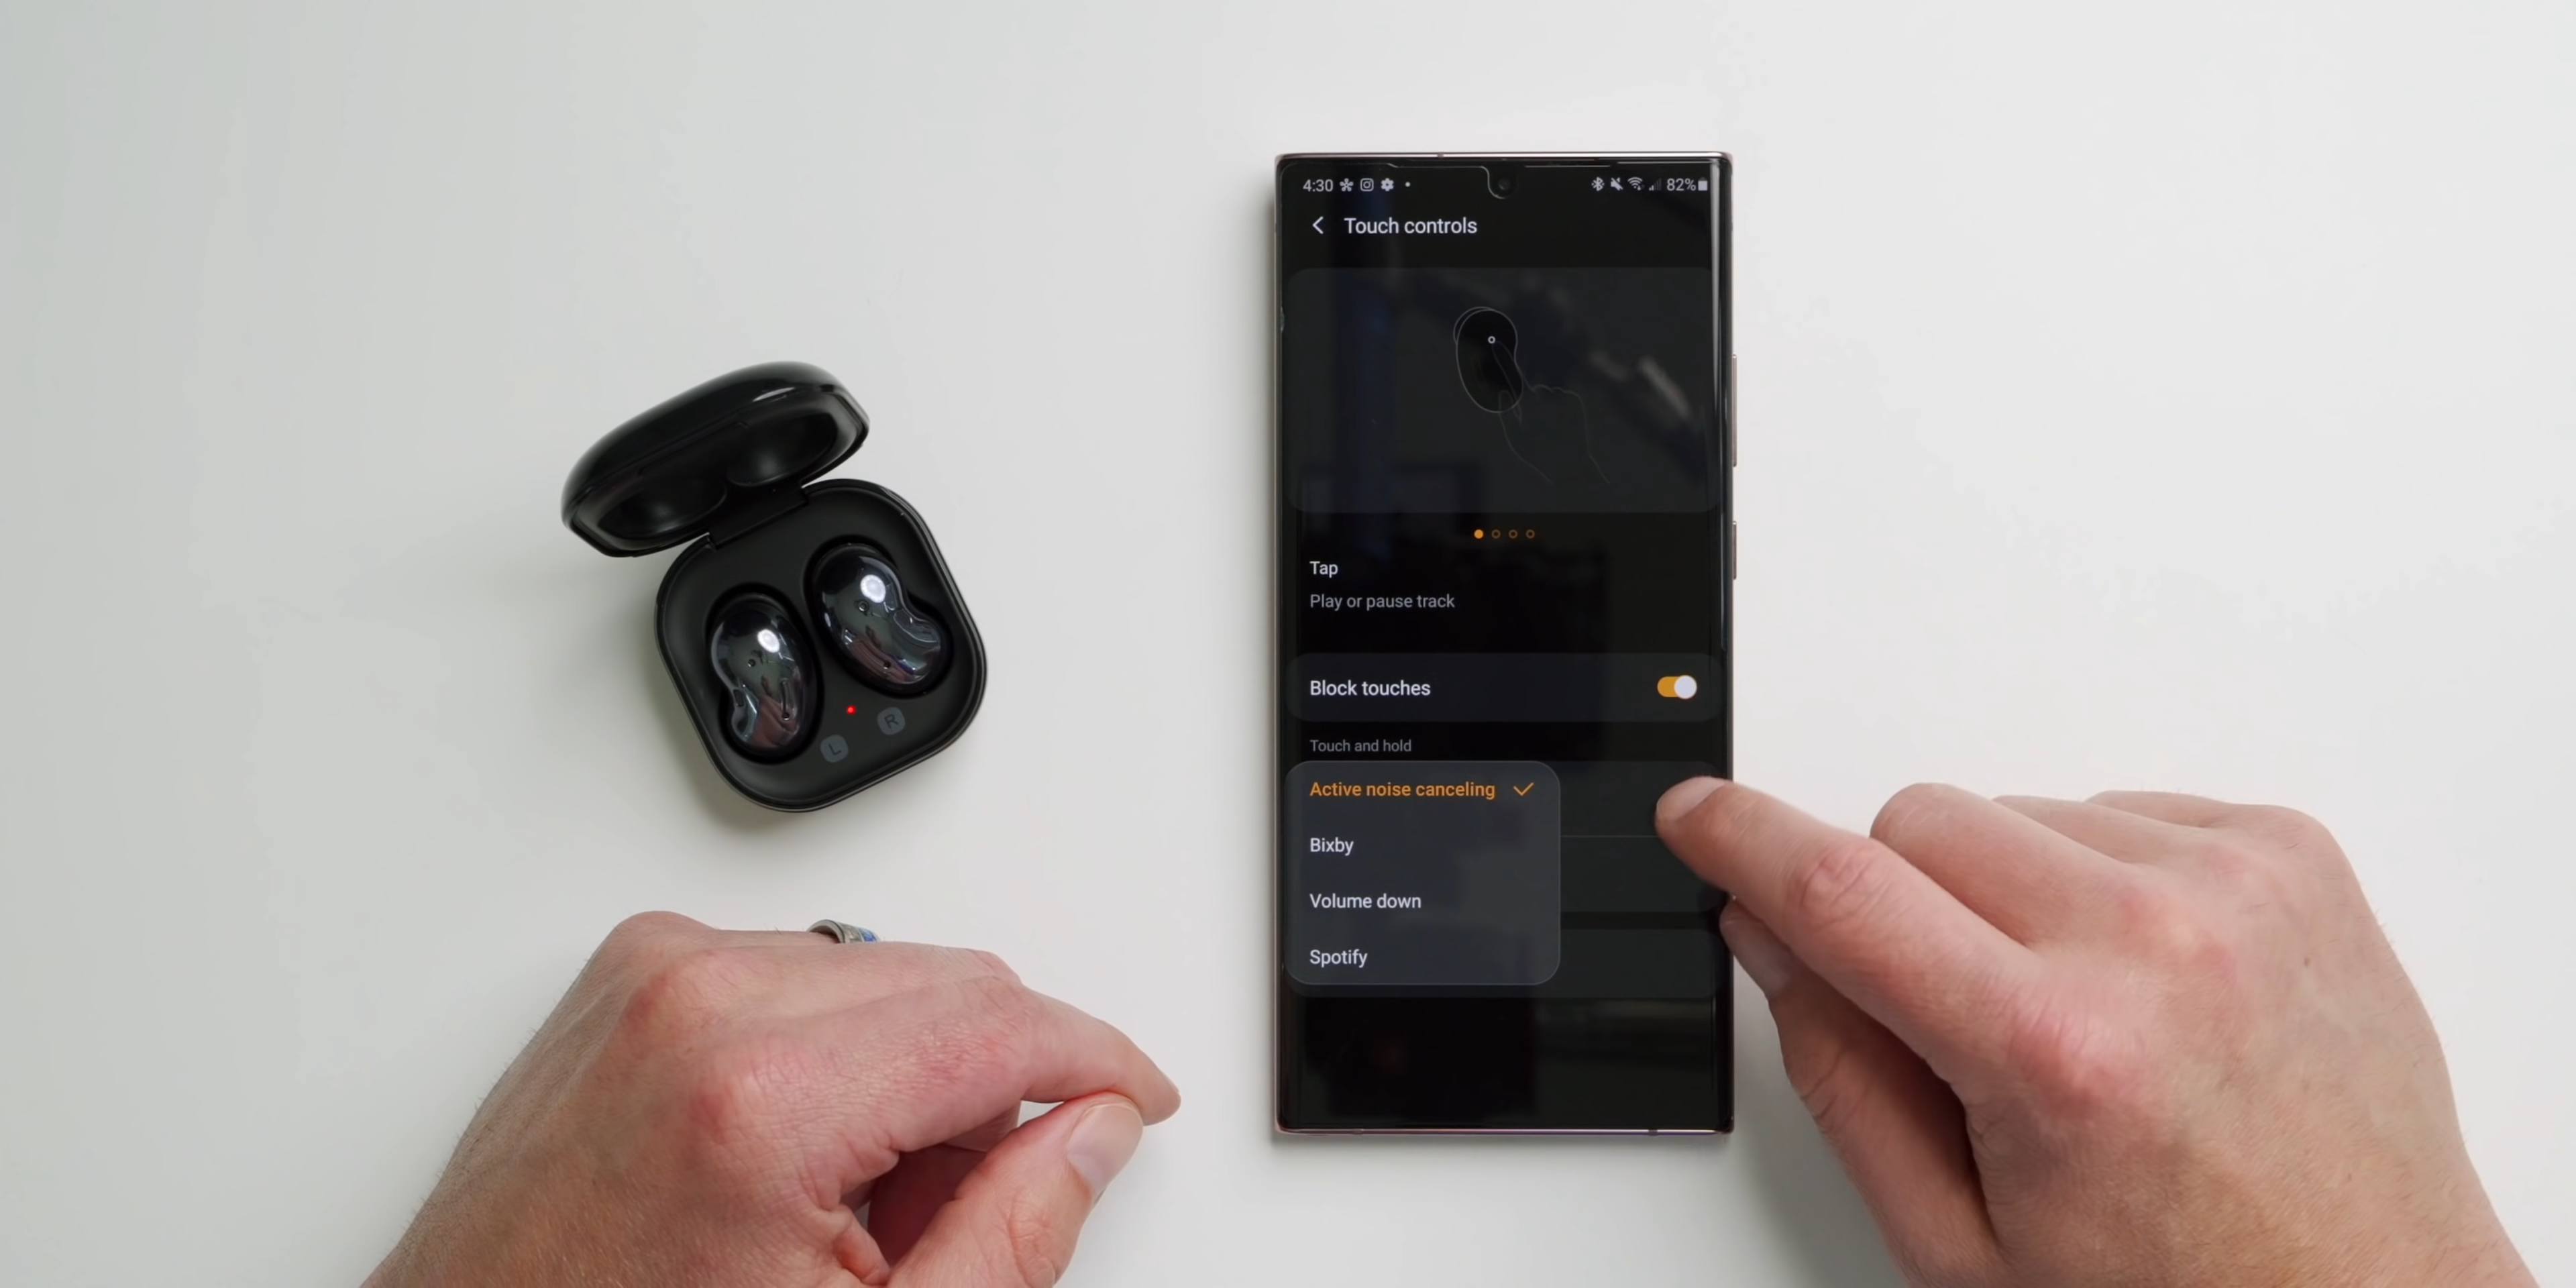 4:30
82%
Touch controls
Tap
Play or pause track
Block touches
Touch and hold
Active noise canceling
Bixby
Volume down
Spotify
L
R